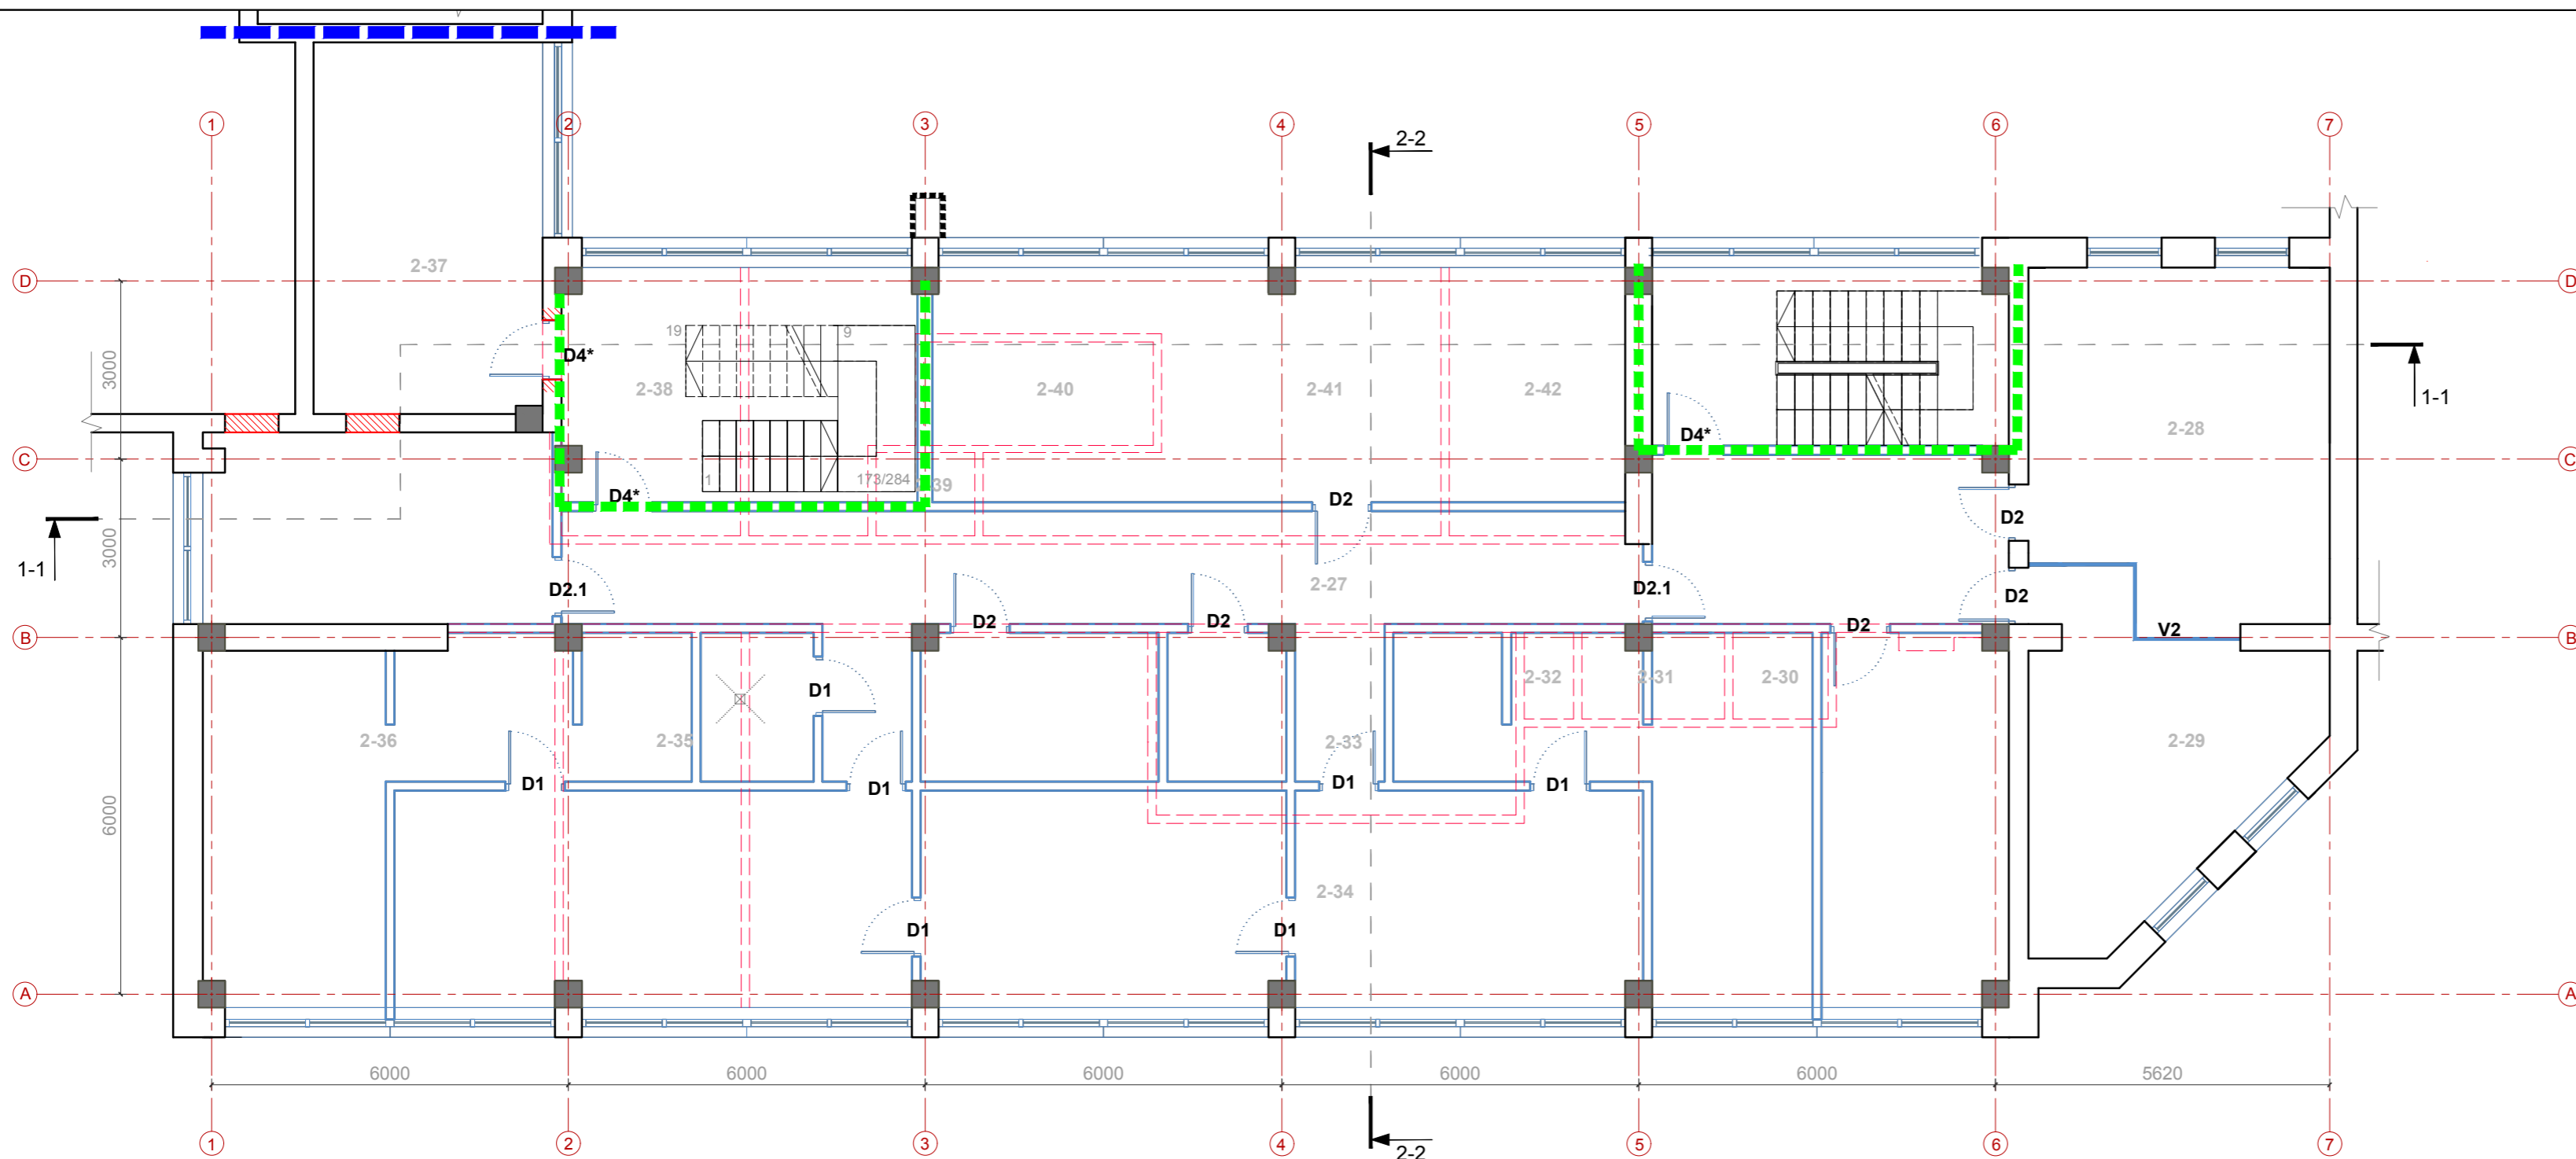 1 2 3 4 5 6 7
2-2
2-37
D D
19 9
D4*
2-38 2-40 2-41 2-42
3000
1-1
D4*
2-28
C C
1 173/284 39
D4* D2
D2
3000
1-1
D2.1 2-27 D2.1 D2
D2 D2 D2 V2
B B
2-32 2-31 2-30
D1
2-36 2-35 2-33 2-29
D1 D1 D1 D1
6000
2-34
D1 D1
A A
6000 6000 6000 6000 6000 5620
1 2 3 4 5 6 7
2-2